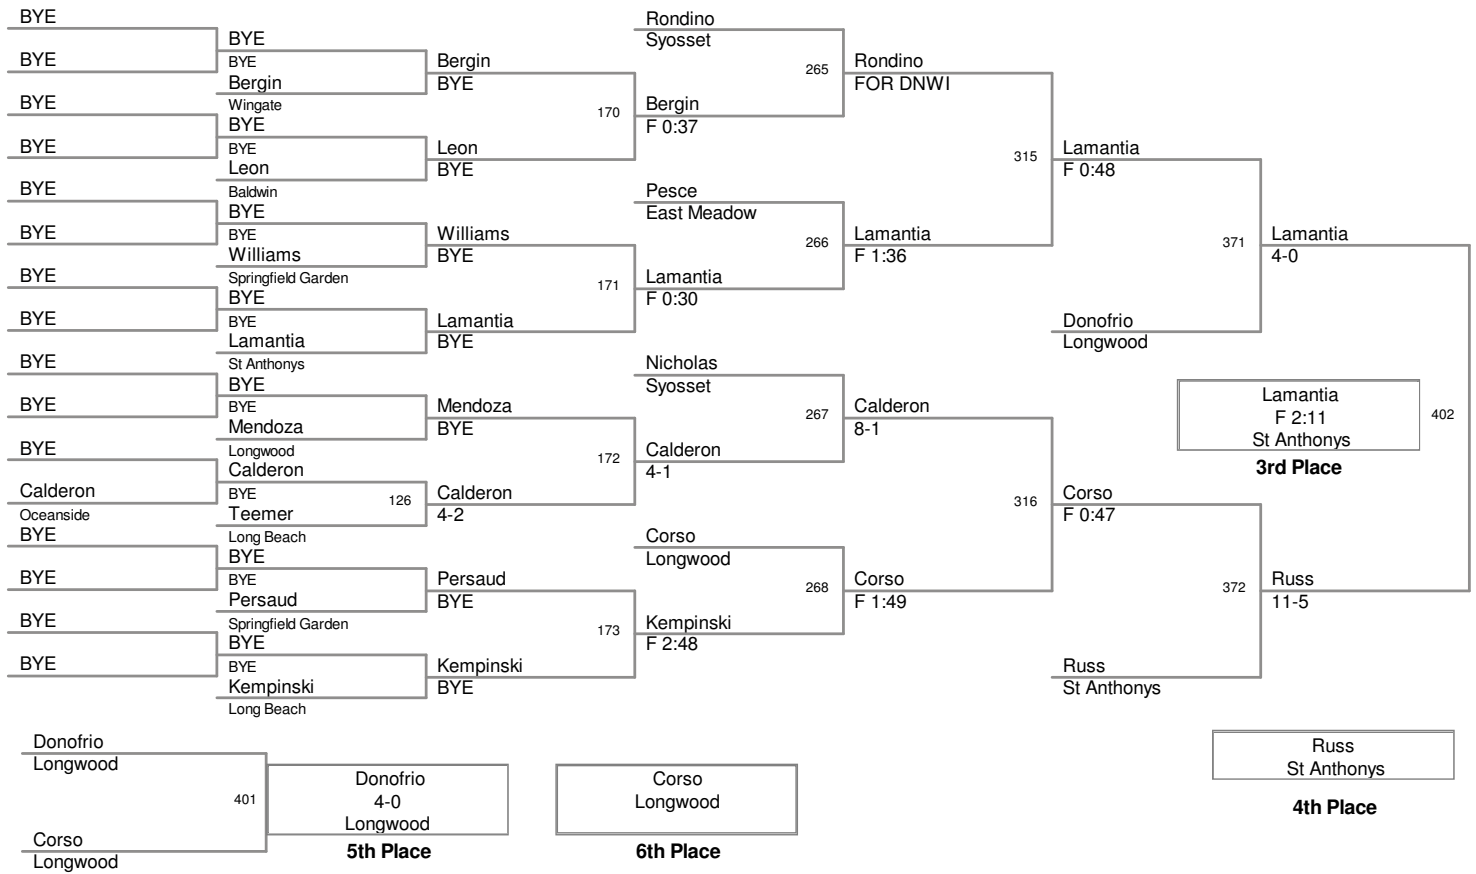 BYE
BYE
BYE
BYE
BYE
BYE
BYE
BYE
BYE
BYE
BYE
Calderon
Oceanside
BYE
BYE
BYE
BYE
BYE
BYE
Bergin
Wingate
BYE
BYE
Leon
Baldwin
BYE
BYE
Williams
Springfield Garden
BYE
BYE
Lamantia
St Anthonys
BYE
BYE
Mendoza
Longwood
Calderon
BYE
Teemer
126
Long Beach
BYE
BYE
Persaud
Springfield Garden
BYE
BYE
Kempinski
Long Beach
Bergin
BYE
170
Leon
BYE
Williams
BYE
171
Lamantia
BYE
Mendoza
BYE
172
Calderon
4-2
Persaud
BYE
173
Kempinski
BYE
Rondino
Syosset
265
Bergin
F 0:37
Pesce
East Meadow
266
Lamantia
F 0:30
Nicholas
Syosset
267
Calderon
4-1
Corso
Longwood
268
Kempinski
F 2:48
Rondino
FOR DNWI
315
Lamantia
F 1:36
Calderon
8-1
316
Corso
F 1:49
Lamantia
F 0:48
371
Donofrio
Longwood
Corso
F 0:47
372
Russ
St Anthonys
Lamantia
4-0
Lamantia
F 2:11
St Anthonys
402
3rd Place
Russ
11-5
Russ
St Anthonys
4th Place
Donofrio
Longwood
401
Corso
Longwood
Donofrio
4-0
Longwood
5th Place
Corso
Longwood
6th Place